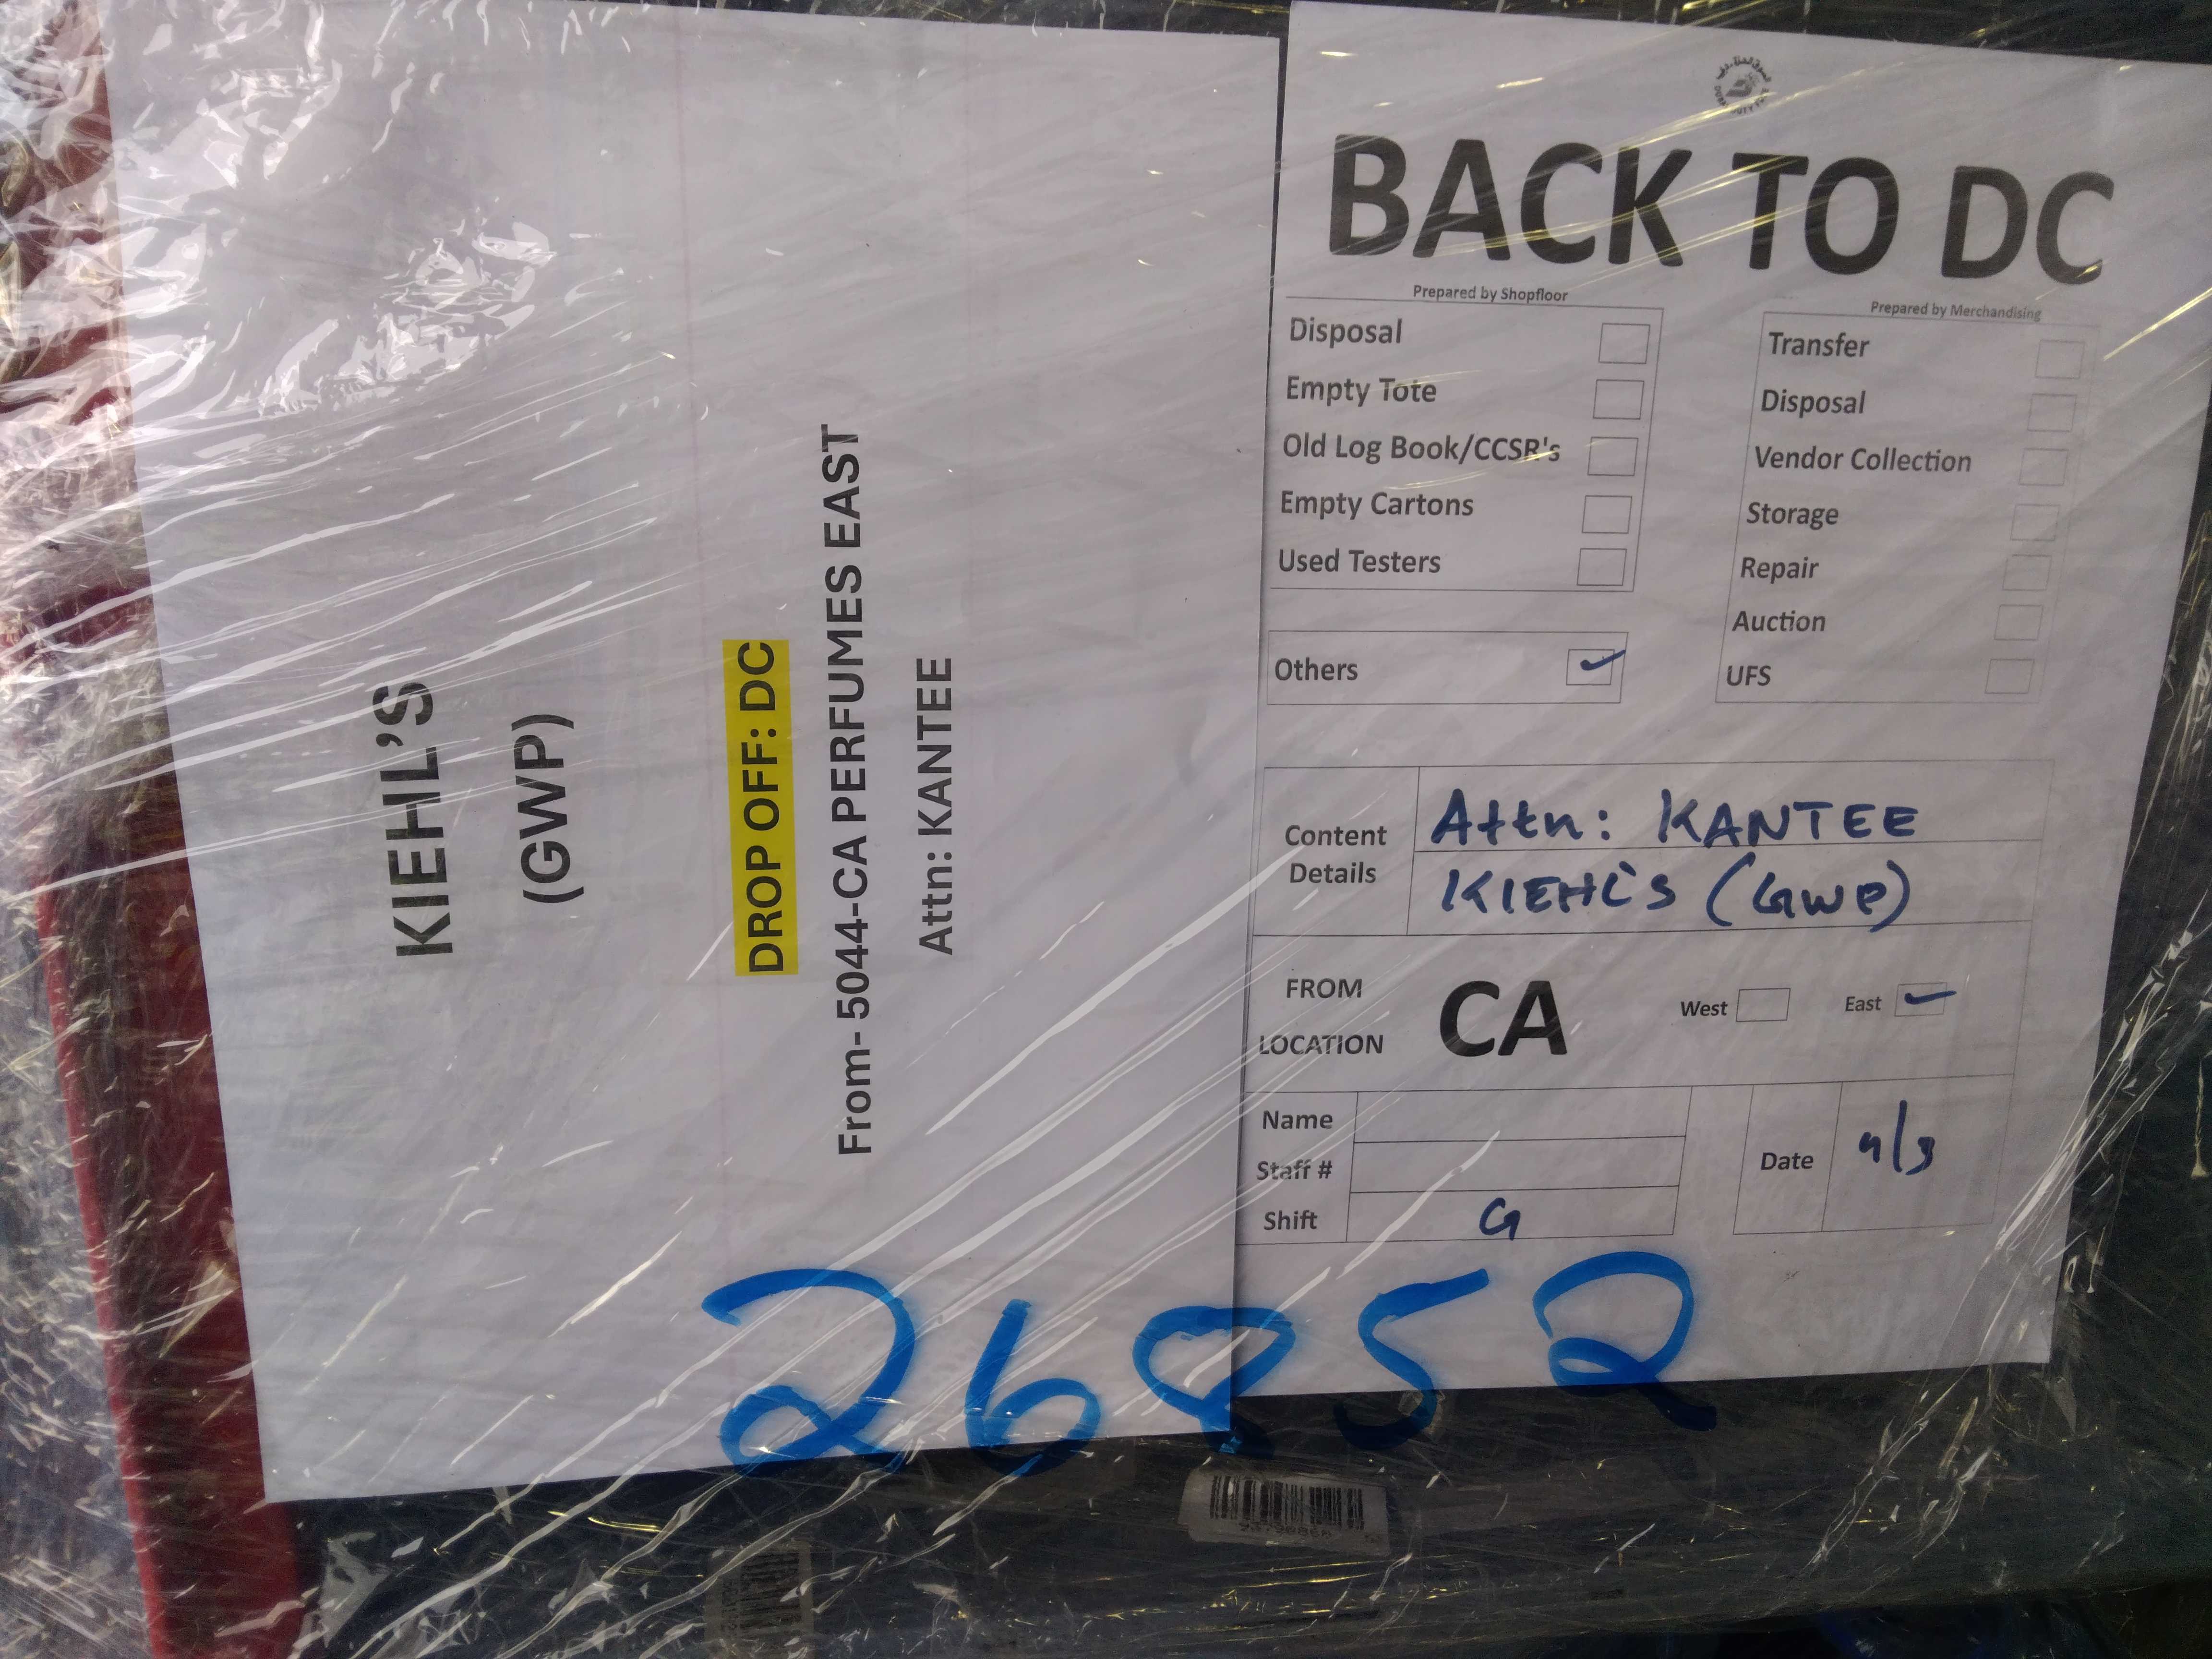 KIEHL'S
(GWP)
DROP OFF: DC
From- 5044-CA PERFUMES EAST
Attn: KANTEE
BACK TO DC
Prepared by Shopfloor
Disposal
Empty Tote
Old Log Book/CCSR's
Empty Cartons
Used Testers
Others
Prepared by Merchandising
Transfer
Disposal
Vendor Collection
Storage
Repair
Auction
UFS
Content Details
Attn: KANTEE
KIEHL'S (GWP)
FROM LOCATION
CA
West
East
Name
Staff #
Shift G
Date
26852